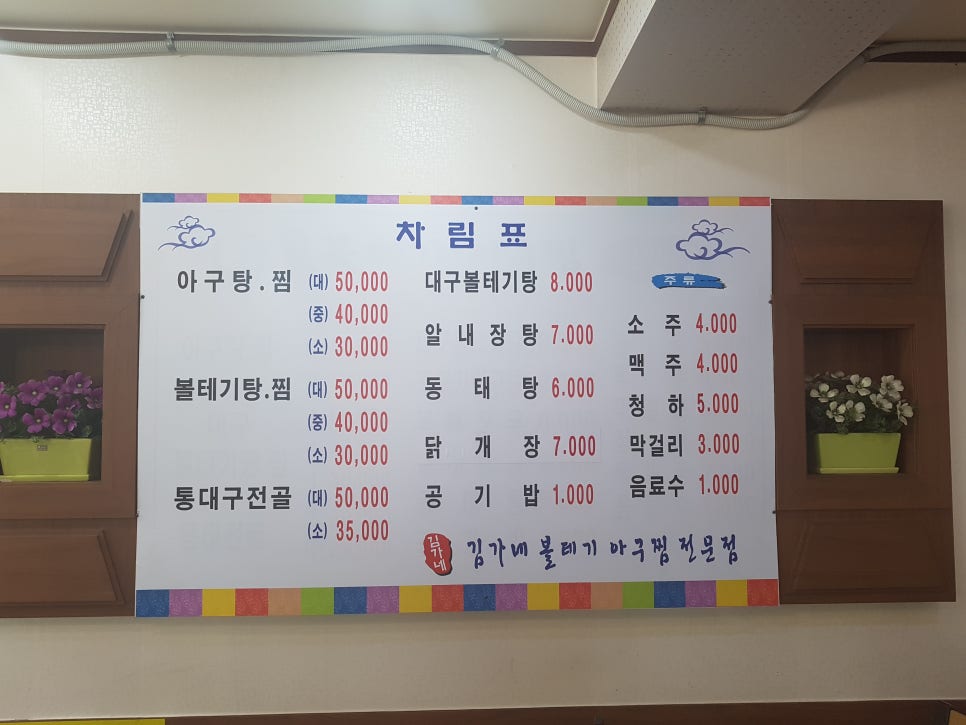 차림표
아구탕.찜 (대) 50,000
(중) 40,000
(소) 30,000
볼테기탕.찜 (대) 50,000
(중) 40,000
(소) 30,000
통대구전골 (대) 50,000
(소) 35,000
대구볼테기탕 8.000
알내장탕 7.000
동태탕 6.000
닭개장 7.000
공기밥 1.000
주류
소주 4.000
맥주 4.000
청하 5.000
막걸리 3.000
음료수 1.000
김가네 김가네 볼테기 아구찜 전문점